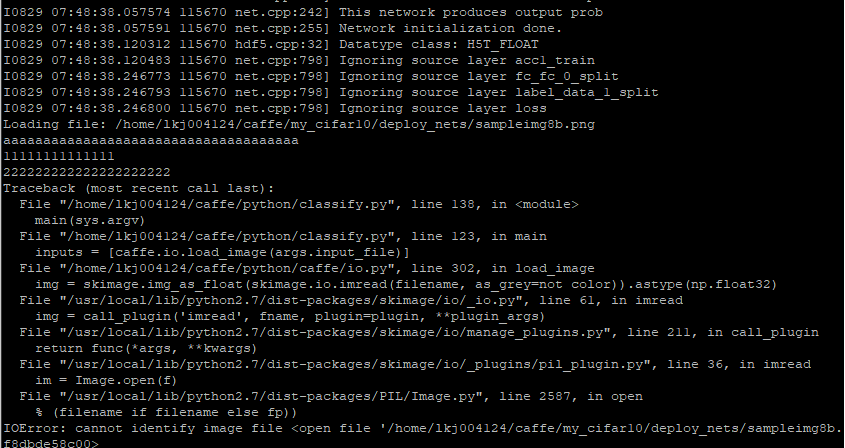 I0829 07:48:38.057574 115670 net.cpp:242] This network produces output prob
I0829 07:48:38.057591 115670 net.cpp:255] Network initialization done.
I0829 07:48:38.120312 115670 hdf5.cpp:32] Datatype class: H5T_FLOAT
I0829 07:48:38.120483 115670 net.cpp:798] Ignoring source layer acc1_train
I0829 07:48:38.246773 115670 net.cpp:798] Ignoring source layer fc_fc_0_split
I0829 07:48:38.246793 115670 net.cpp:798] Ignoring source layer label_data_1_split
I0829 07:48:38.246800 115670 net.cpp:798] Ignoring source layer loss
Loading file: /home/lkj004124/caffe/my_cifar10/deploy_nets/sampleimg8b.png
aaaaaaaaaaaaaaaaaaaaaaaaaaaaaaaaaaaaa
11111111111111
222222222222222222222
Traceback (most recent call last):
  File "/home/lkj004124/caffe/python/classify.py", line 138, in <module>
    main(sys.argv)
  File "/home/lkj004124/caffe/python/classify.py", line 123, in main
    inputs = [caffe.io.load_image(args.input_file)]
  File "/home/lkj004124/caffe/python/caffe/io.py", line 302, in load_image
    img = skimage.img_as_float(skimage.io.imread(filename, as_grey=not color)).astype(np.float32)
  File "/usr/local/lib/python2.7/dist-packages/skimage/io/_io.py", line 61, in imread
    img = call_plugin('imread', fname, plugin=plugin, **plugin_args)
  File "/usr/local/lib/python2.7/dist-packages/skimage/io/manage_plugins.py", line 211, in call_plugin
    return func(*args, **kwargs)
  File "/usr/local/lib/python2.7/dist-packages/skimage/io/_plugins/pil_plugin.py", line 36, in imread
    im = Image.open(f)
  File "/usr/local/lib/python2.7/dist-packages/PIL/Image.py", line 2587, in open
    % (filename if filename else fp))
IOError: cannot identify image file <open file '/home/lkj004124/caffe/my_cifar10/deploy_nets/sampleimg8b.
f8dbde58c00>